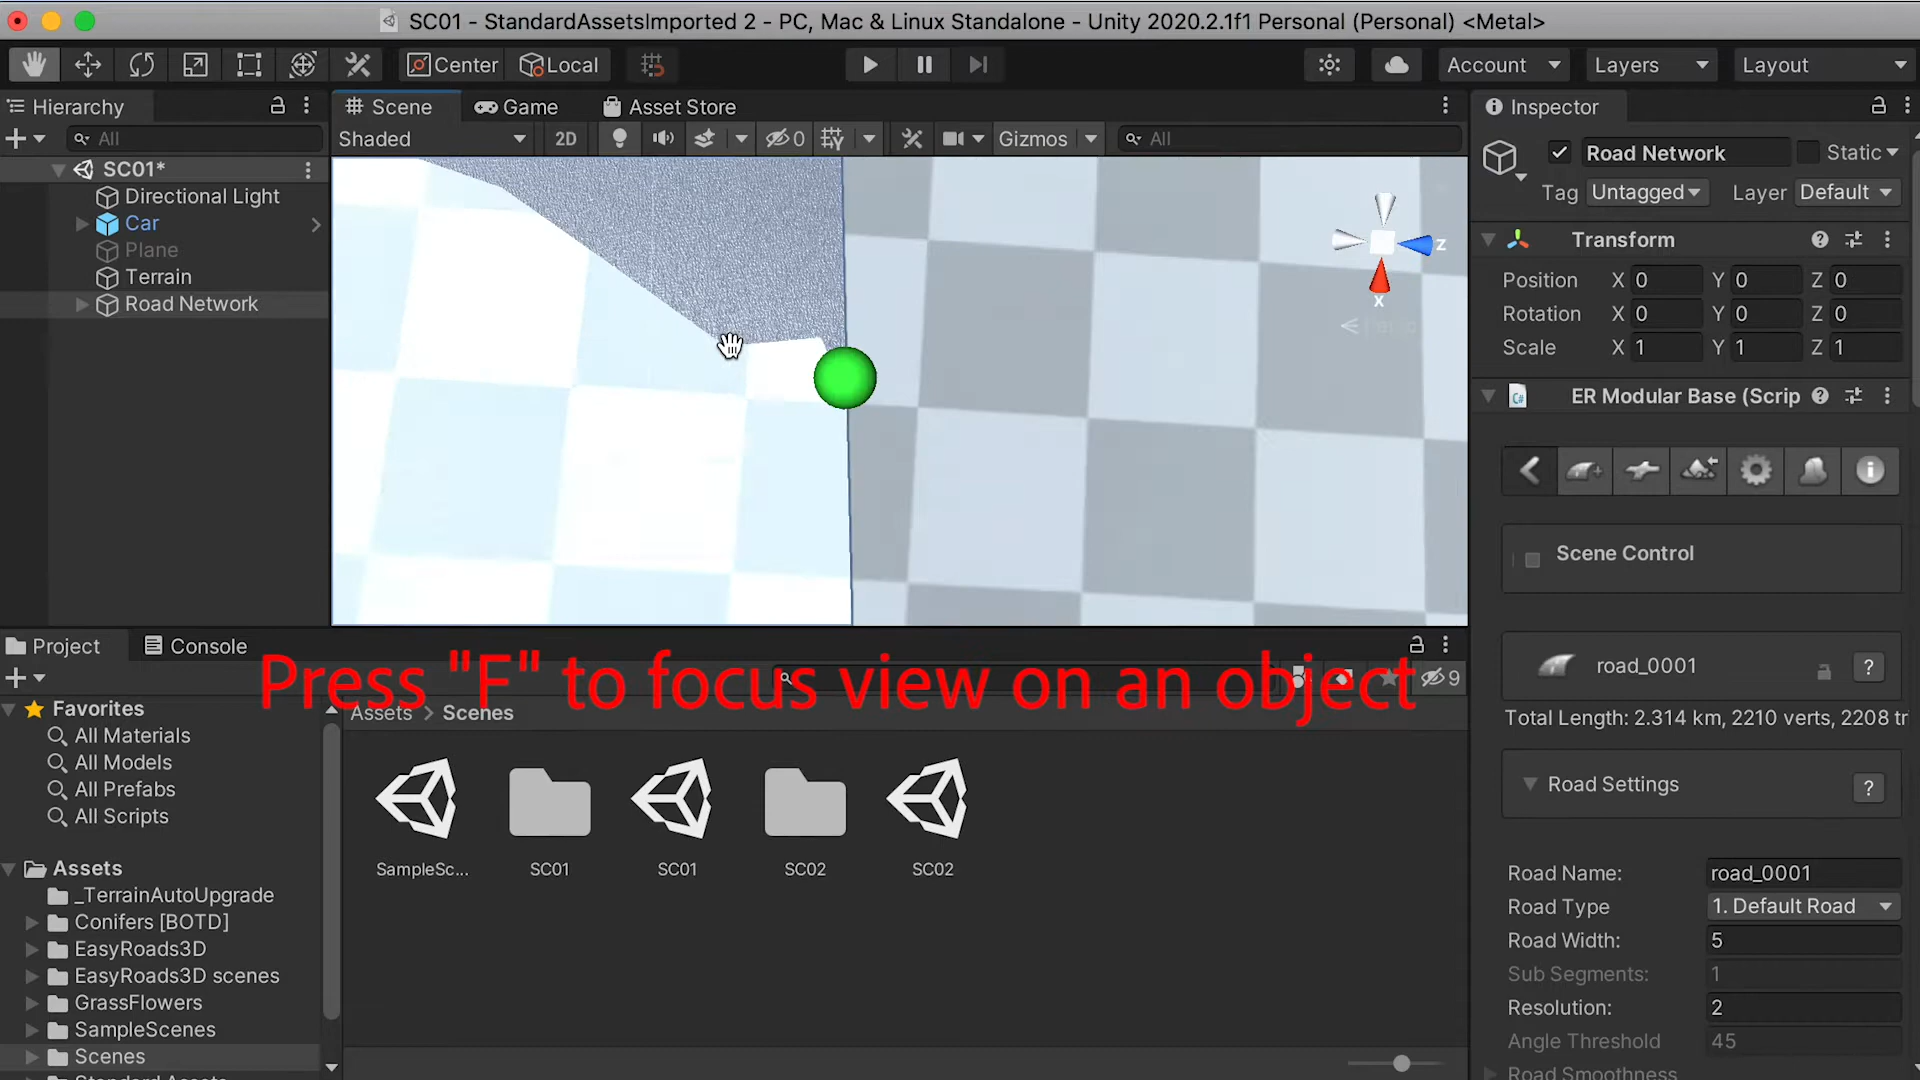 SC01 - StandardAssetsImported 2 - PC, Mac & Linux Standalone - Unity 2020.2.1f1 Personal (Personal) <Metal>
Center Local Account Layers Layout
Hierarchy
All
SC01*
Directional Light
Car
Plane
Terrain
Road Network
Scene Game Asset Store
Shaded 2D 0 Gizmos All
z
x
Persp
Inspector
Road Network Static
Tag Untagged Layer Default
Transform
Position X 0 Y 0 Z 0
Rotation X 0 Y 0 Z 0
Scale X 1 Y 1 Z 1
ER Modular Base (Scrip
Scene Control
road_0001 ?
Total Length: 2.314 km, 2210 verts, 2208 tr
Road Settings ?
Road Name: road_0001
Road Type 1. Default Road
Road Width: 5
Sub Segments: 1
Resolution: 2
Angle Threshold 45
Road Smoothness
Project Console
Press "F" to focus view on an object
9
Favorites
All Materials
All Models
All Prefabs
All Scripts
Assets
_TerrainAutoUpgrade
Conifers [BOTD]
EasyRoads3D
EasyRoads3D scenes
GrassFlowers
SampleScenes
Scenes
Standard Assets
Assets > Scenes
SampleSc... SC01 SC01 SC02 SC02